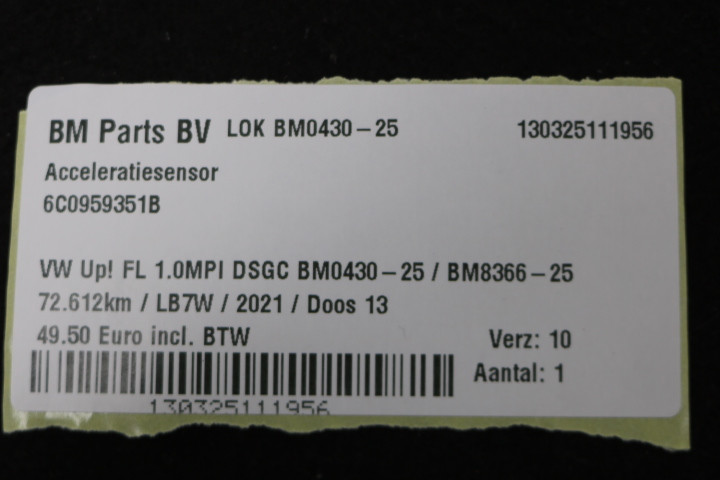 BM Parts BV LOK BM0430-25 130325111956
Acceleratiesensor
6C0959351B
VW Up! FL 1.0MPI DSGC BM0430-25 / BM8366-25
72.612km / LB7W / 2021 / Doos 13
49.50 Euro incl. BTW Verz: 10
Aantal: 1
130325111956